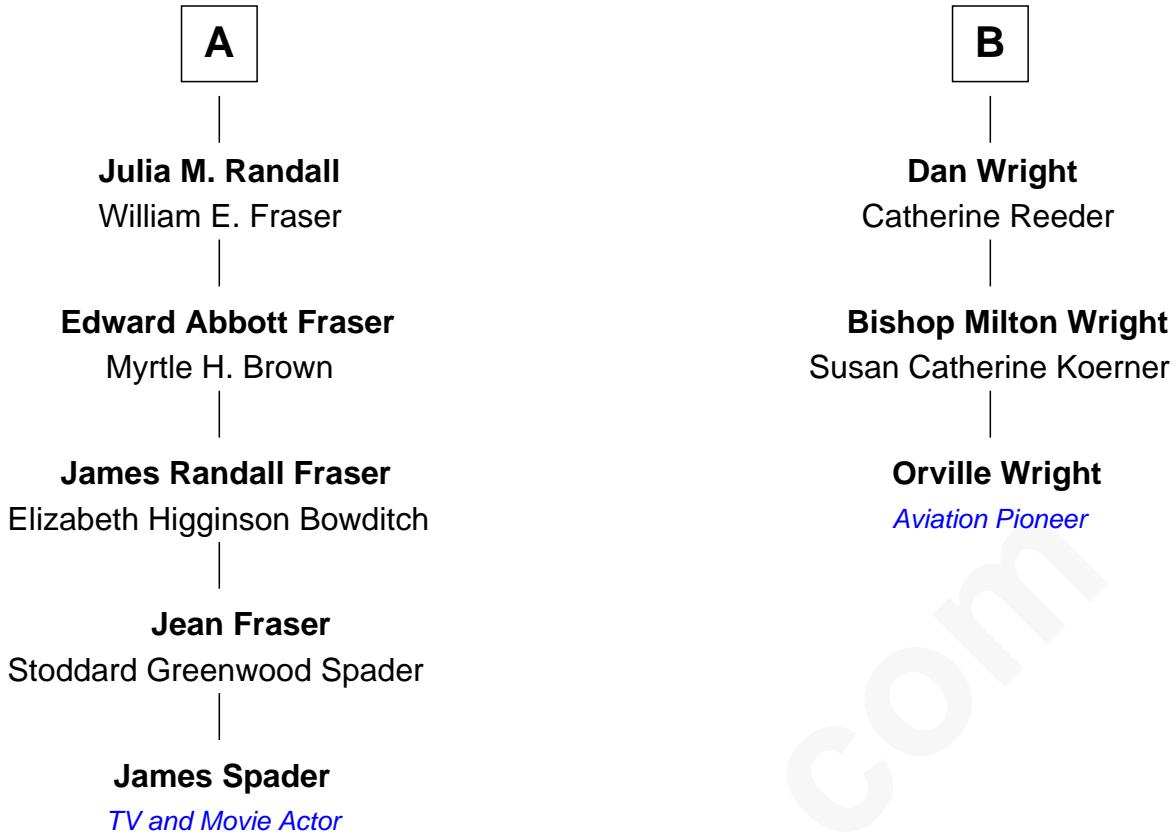 A
Julia M. Randall
William E. Fraser
Edward Abbott Fraser
Myrtle H. Brown
James Randall Fraser
Elizabeth Higginson Bowditch
Jean Fraser
Stoddard Greenwood Spader
James Spader
TV and Movie Actor
B
Dan Wright
Catherine Reeder
Bishop Milton Wright
Susan Catherine Koerner
Orville Wright
Aviation Pioneer
com